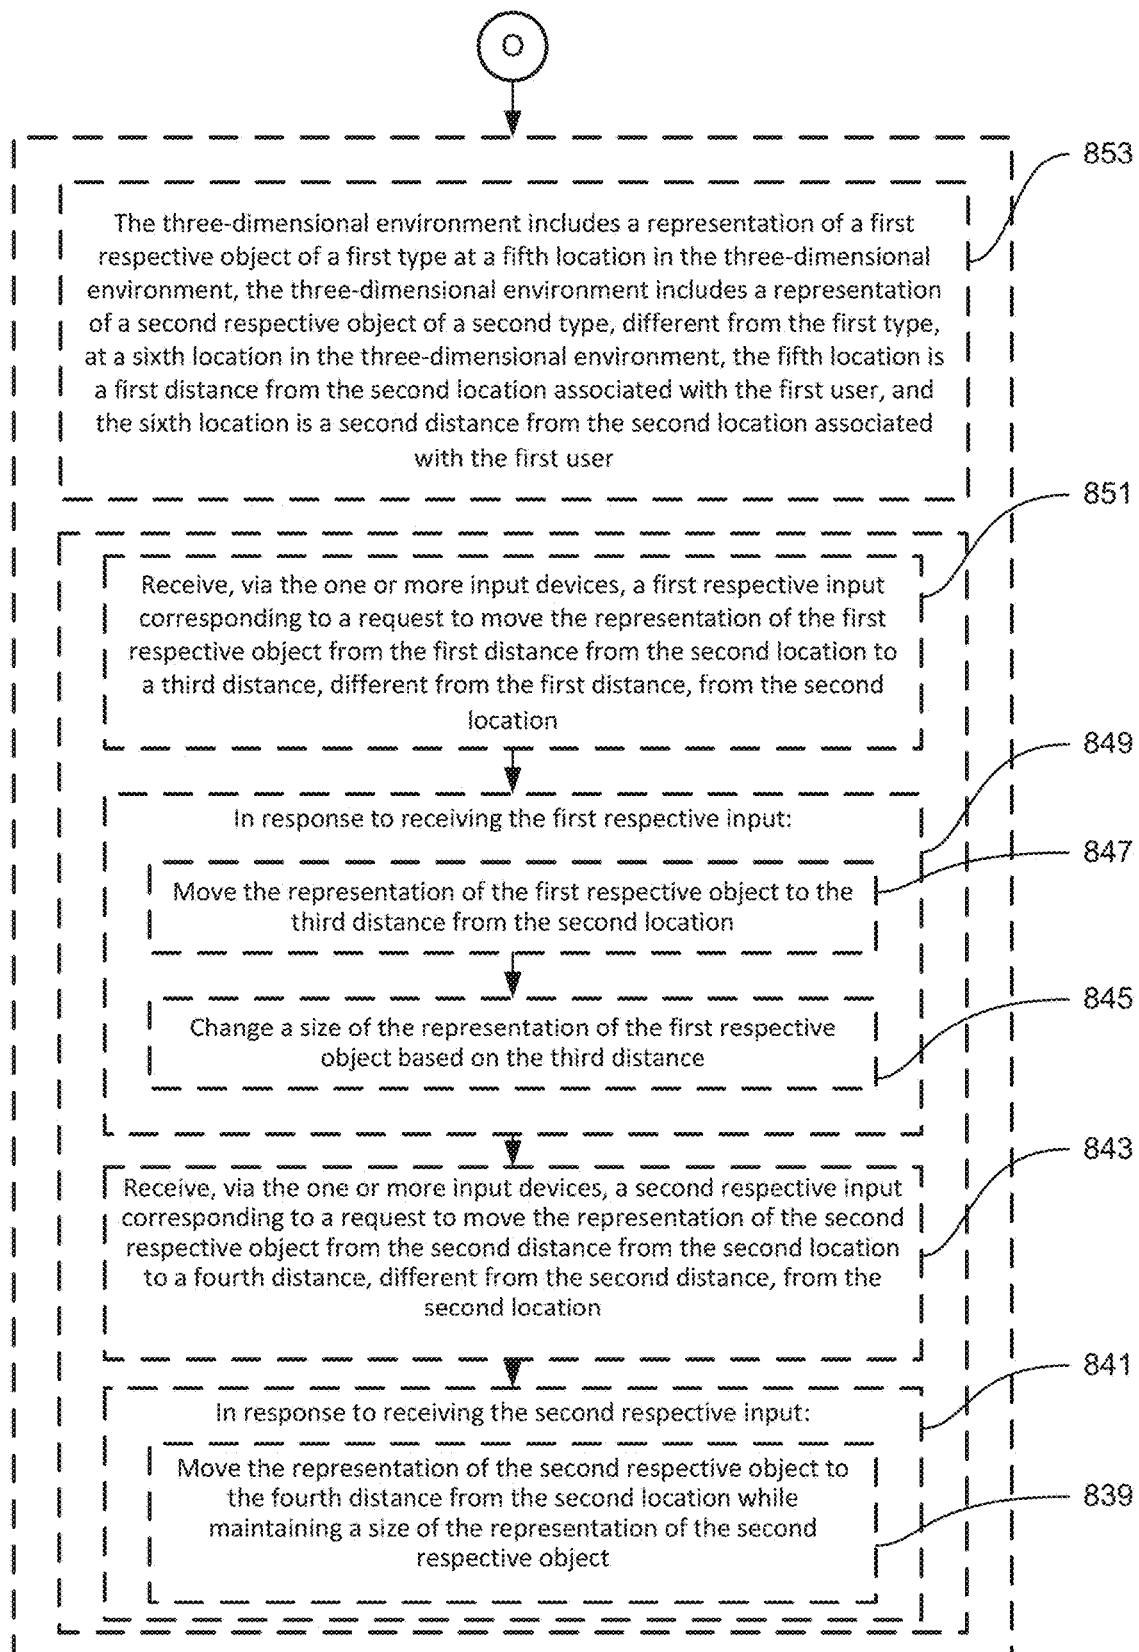 O
853
The three-dimensional environment includes a representation of a first
respective object of a first type at a fifth location in the three-dimensional
environment, the three-dimensional environment includes a representation
of a second respective object of a second type, different from the first type,
at a sixth location in the three-dimensional environment, the fifth location is
a first distance from the second location associated with the first user, and
the sixth location is a second distance from the second location associated
with the first user
851
Receive, via the one or more input devices, a first respective input
corresponding to a request to move the representation of the first
respective object from the first distance from the second location to
a third distance, different from the first distance, from the second
location
849
In response to receiving the first respective input:
847
Move the representation of the first respective object to the
third distance from the second location
845
Change a size of the representation of the first respective
object based on the third distance
843
Receive, via the one or more input devices, a second respective input
corresponding to a request to move the representation of the second
respective object from the second distance from the second location
to a fourth distance, different from the second distance, from the
second location
841
In response to receiving the second respective input:
Move the representation of the second respective object to
the fourth distance from the second location while
839
maintaining a size of the representation of the second
respective object